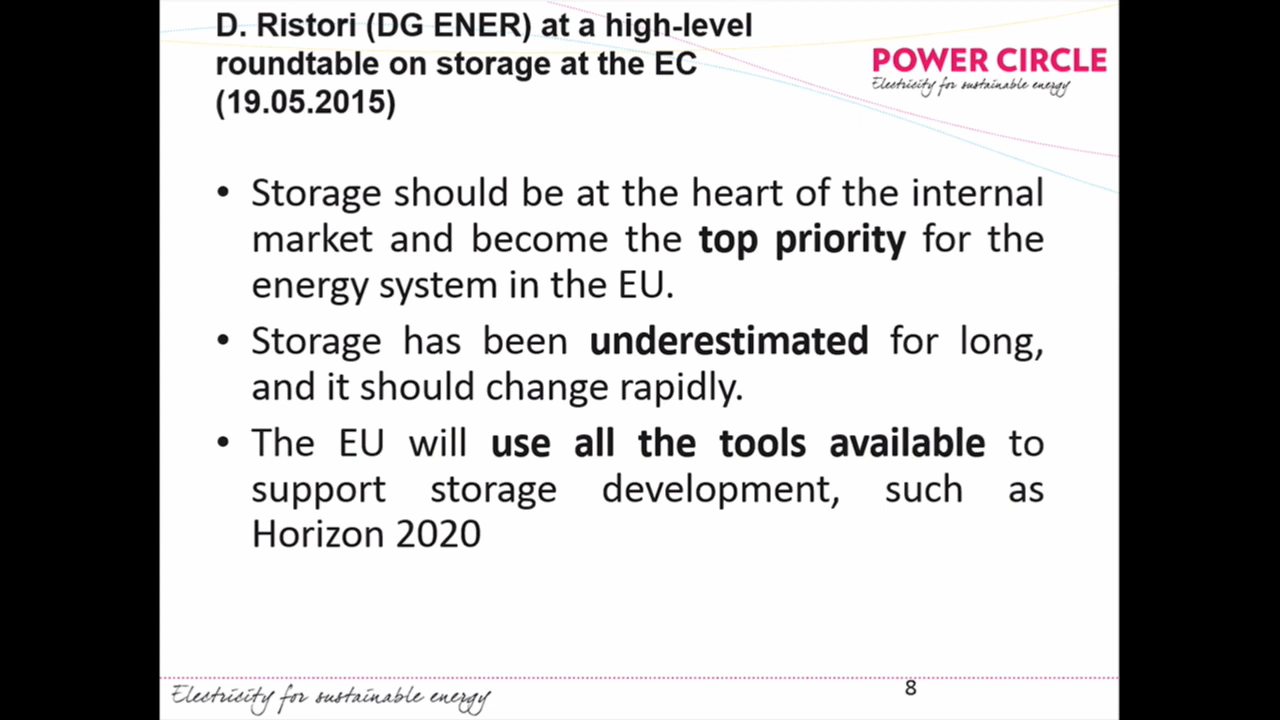 D. Ristori (DG ENER) at a high-level
roundtable on storage at the EC
(19.05.2015)
POWER CIRCLE
Electricity for sustainable energy
• Storage should be at the heart of the internal
market and become the top priority for the
energy system in the EU.
• Storage has been underestimated for long,
and it should change rapidly.
• The EU will use all the tools available to
support storage development, such as
Horizon 2020
Electricity for sustainable energy
8